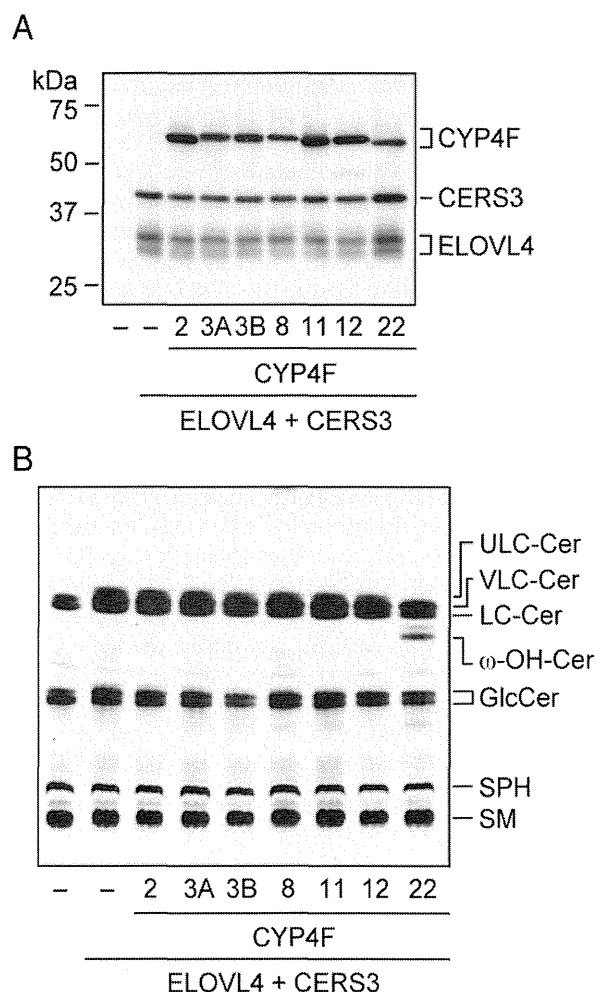 A
kDa
75
50
37
25
CYP4F
CERS3
ELOVL4
– – 2 3A 3B 8 11 12 22
CYP4F
ELOVL4 + CERS3
B
ULC-Cer
VLC-Cer
LC-Cer
ω-OH-Cer
GlcCer
SPH
SM
– – 2 3A 3B 8 11 12 22
CYP4F
ELOVL4 + CERS3